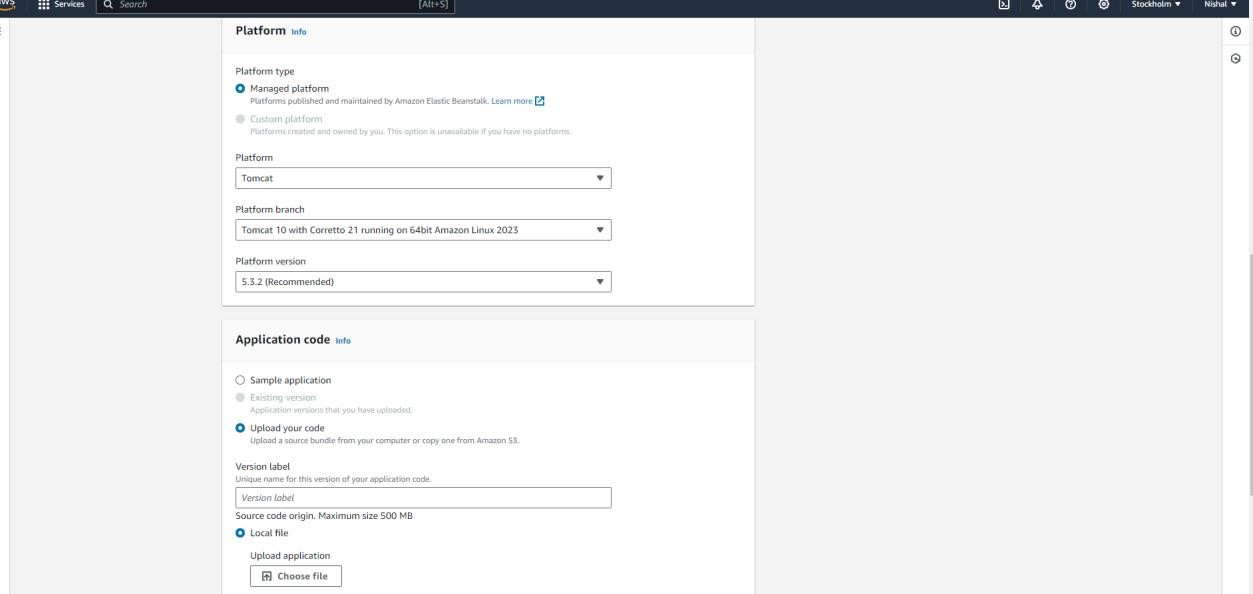 aws
Services
Search
[Alt+S]
Stockholm
Nishal
Platform Info
Platform type
Managed platform
Platforms published and maintained by Amazon Elastic Beanstalk. Learn more
Custom platform
Platforms created and owned by you. This option is unavailable if you have no platforms.
Platform
Tomcat
Platform branch
Tomcat 10 with Corretto 21 running on 64bit Amazon Linux 2023
Platform version
5.3.2 (Recommended)
Application code Info
Sample application
Existing version
Application versions that you have uploaded.
Upload your code
Upload a source bundle from your computer or copy one from Amazon S3.
Version label
Unique name for this version of your application code.
Version label
Source code origin. Maximum size 500 MB
Local file
Upload application
Choose file